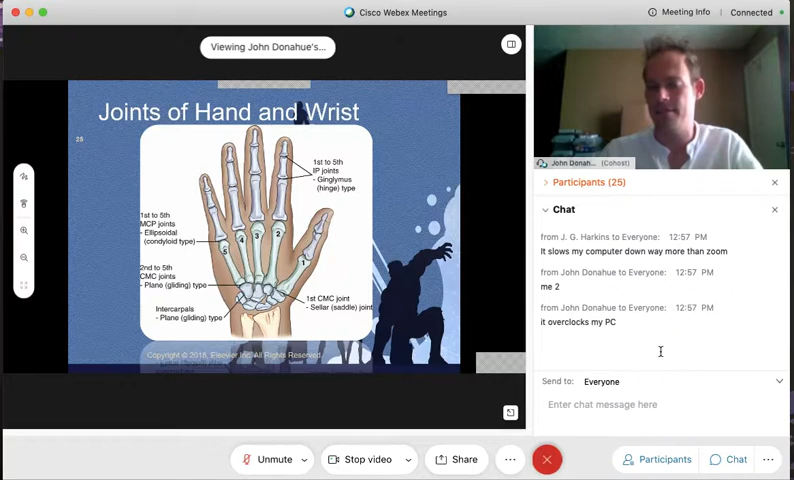 Cisco Webex Meetings
Meeting Info
Connected
Viewing John Donahue's...
Joints of Hand and Wrist
25
1st to 5th
IP joints
- Ginglymus
(hinge) type
1st to 5th
MCP joints
- Ellipsoidal
(condyloid type)
5
4
3
2
1
2nd to 5th
CMC joints
- Plane (gliding) type
Intercarpals
- Plane (gliding) type
1st CMC joint
- Sellar (saddle) joint
Copyright © 2018, Elsevier Inc. All Rights Reserved.
John Donah... (Cohost)
Participants (25)
Chat
from J. G. Harkins to Everyone: 12:57 PM
It slows my computer down way more than zoom
from John Donahue to Everyone: 12:57 PM
me 2
from John Donahue to Everyone: 12:57 PM
it overclocks my PC
Send to: Everyone
Enter chat message here
Unmute
Stop video
Share
Participants
Chat